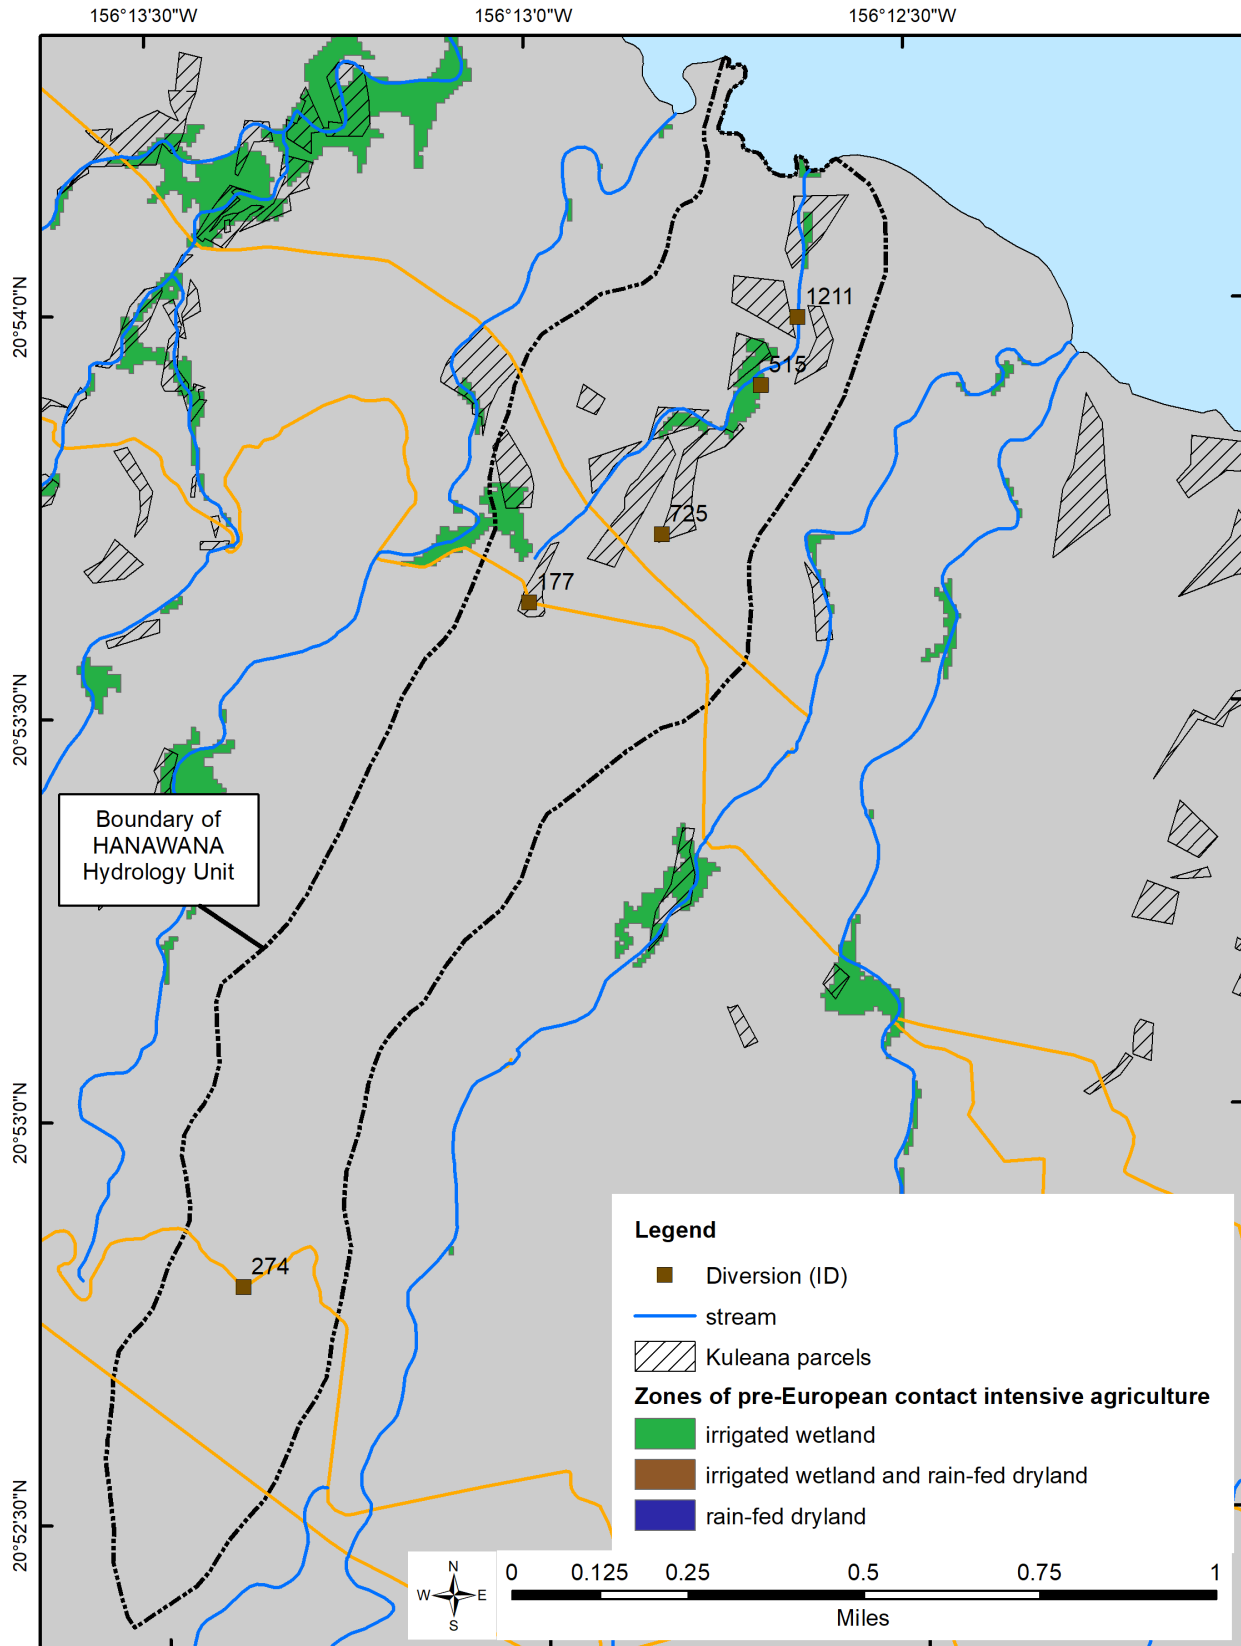 156°13'30"W
156°13'0"W
156°12'30"W
20°54'0"N
20°53'30"N
20°53'0"N
20°52'30"N
1211
515
725
177
Boundary of
HANAWANA
Hydrology Unit
274
Legend
Diversion (ID)
stream
Kuleana parcels
Zones of pre-European contact intensive agriculture
irrigated wetland
irrigated wetland and rain-fed dryland
rain-fed dryland
N
W E
S
0 0.125 0.25 0.5 0.75 1
Miles